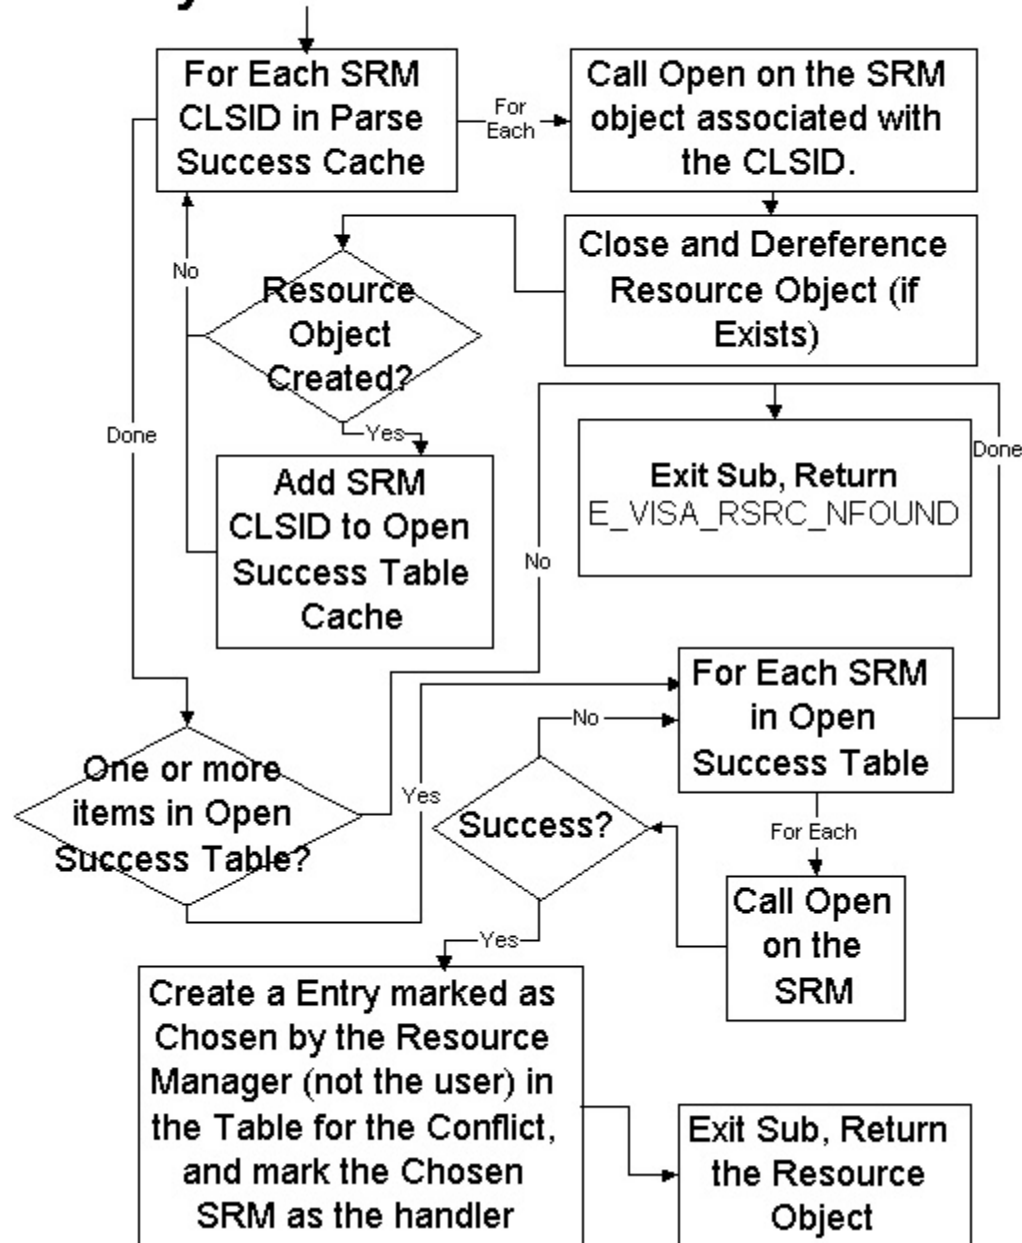 For Each SRM
CLSID in Parse
Success Cache
For
Each
Call Open on the SRM
object associated with
the CLSID.
Close and Dereference
Resource Object (if
Exists)
No
Resource
Object
Created?
Yes
Done
Add SRM
CLSID to Open
Success Table
Cache
Exit Sub, Return
E_VISA_RSRC_NFOUND
Done
No
For Each SRM
in Open
Success Table
One or more
items in Open
Success Table?
Yes
No
Success?
For Each
Call Open
on the
SRM
Yes
Create a Entry marked as
Chosen by the Resource
Manager (not the user) in
the Table for the Conflict,
and mark the Chosen
SRM as the handler
Exit Sub, Return
the Resource
Object